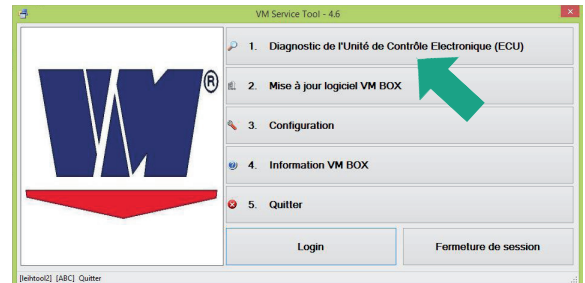 VM Service Tool - 4.6
VM®
1. Diagnostic de l'Unité de Contrôle Electronique (ECU)
2. Mise à jour logiciel VM BOX
3. Configuration
4. Information VM BOX
5. Quitter
Login Fermeture de session
[leihtool2] [ABC] Quitter